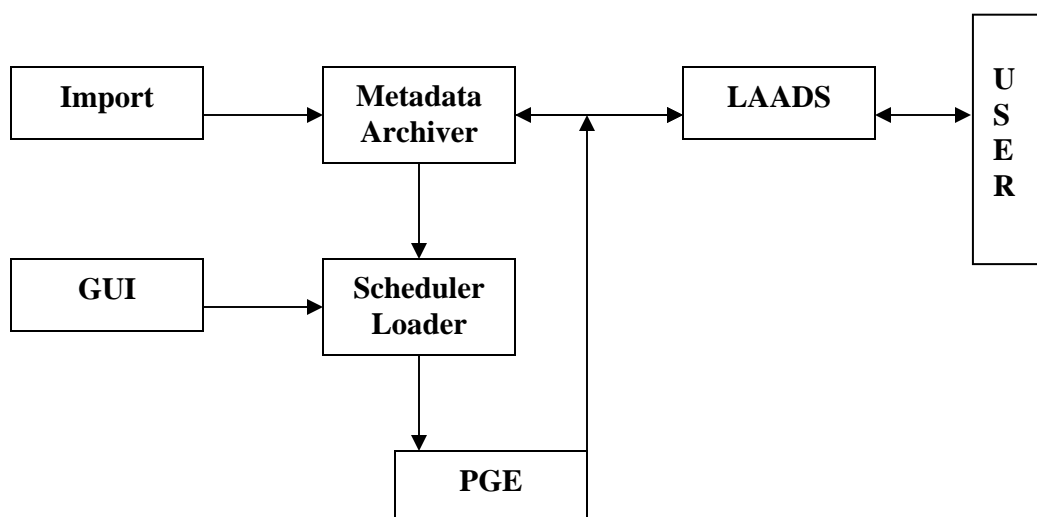 Import
Metadata
Archiver
LAADS
U
S
E
R
GUI
Scheduler
Loader
PGE